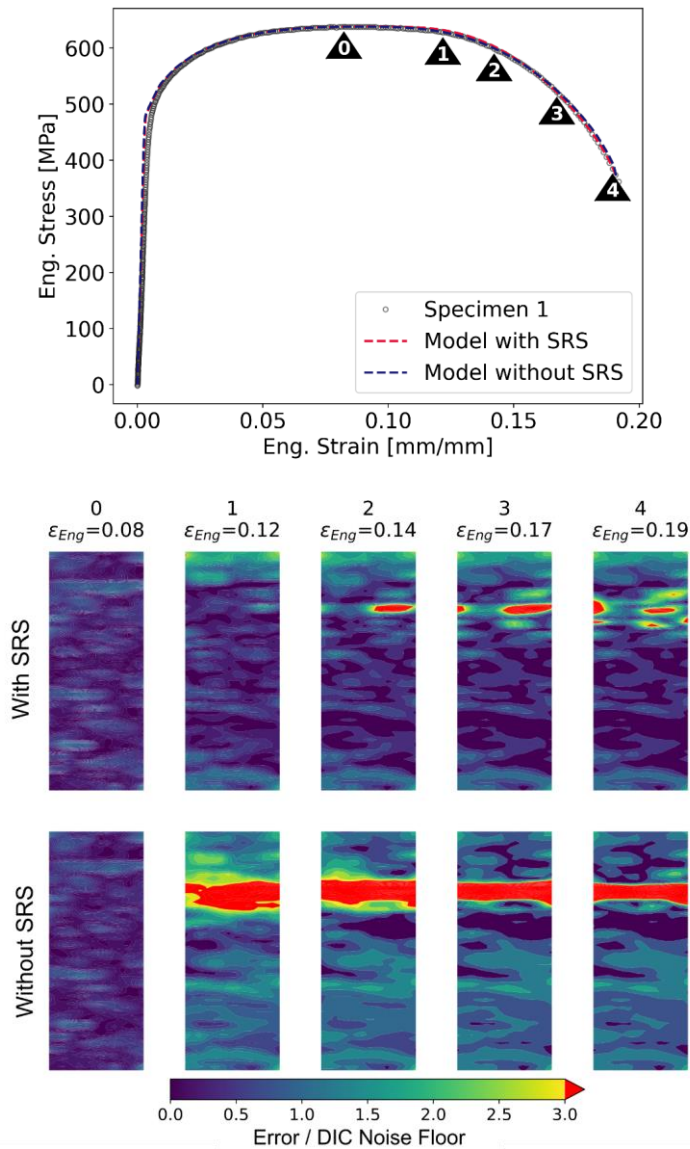 600
500
400
300
200
100
0
Eng. Stress [MPa]
0
1
2
3
4
Specimen 1
Model with SRS
Model without SRS
0.00 0.05 0.10 0.15 0.20
Eng. Strain [mm/mm]
0 1 2 3 4
εEng=0.08 εEng=0.12 εEng=0.14 εEng=0.17 εEng=0.19
With SRS
Without SRS
0.0 0.5 1.0 1.5 2.0 2.5 3.0
Error / DIC Noise Floor